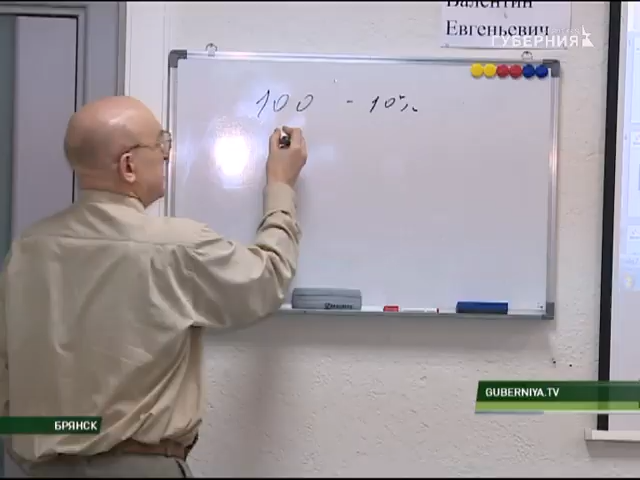 Валентин
Евгеньевич
ГУБЕРНИЯ
100 - 10%
GUBERNIYA.TV
БРЯНСК